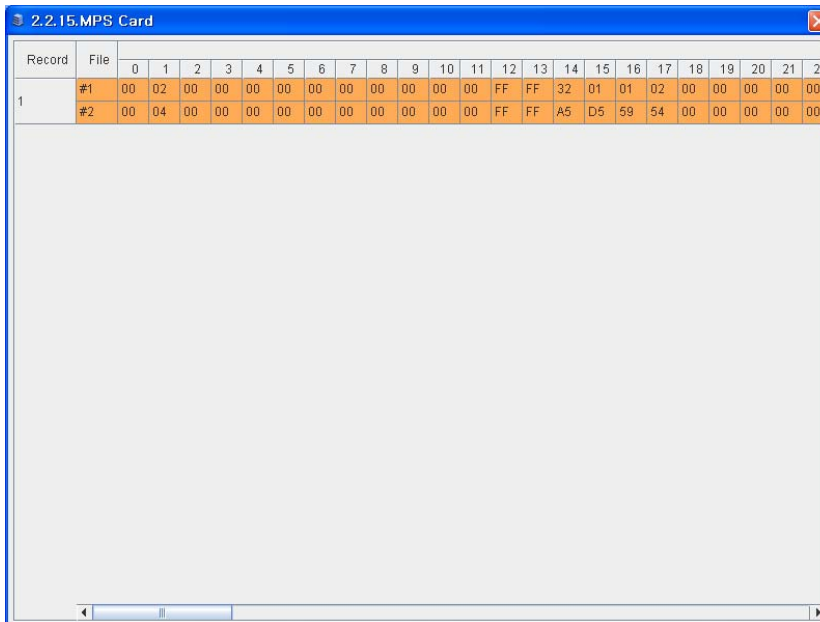 2.2.15.MPS Card
Record File
0 1 2 3 4 5 6 7 8 9 10 11 12 13 14 15 16 17 18 19 20 21
1
#1 00 02 00 00 00 00 00 00 00 00 00 00 FF FF 32 01 01 02 00 00 00 00 00
#2 00 04 00 00 00 00 00 00 00 00 00 00 FF FF A5 D5 59 54 00 00 00 00 00